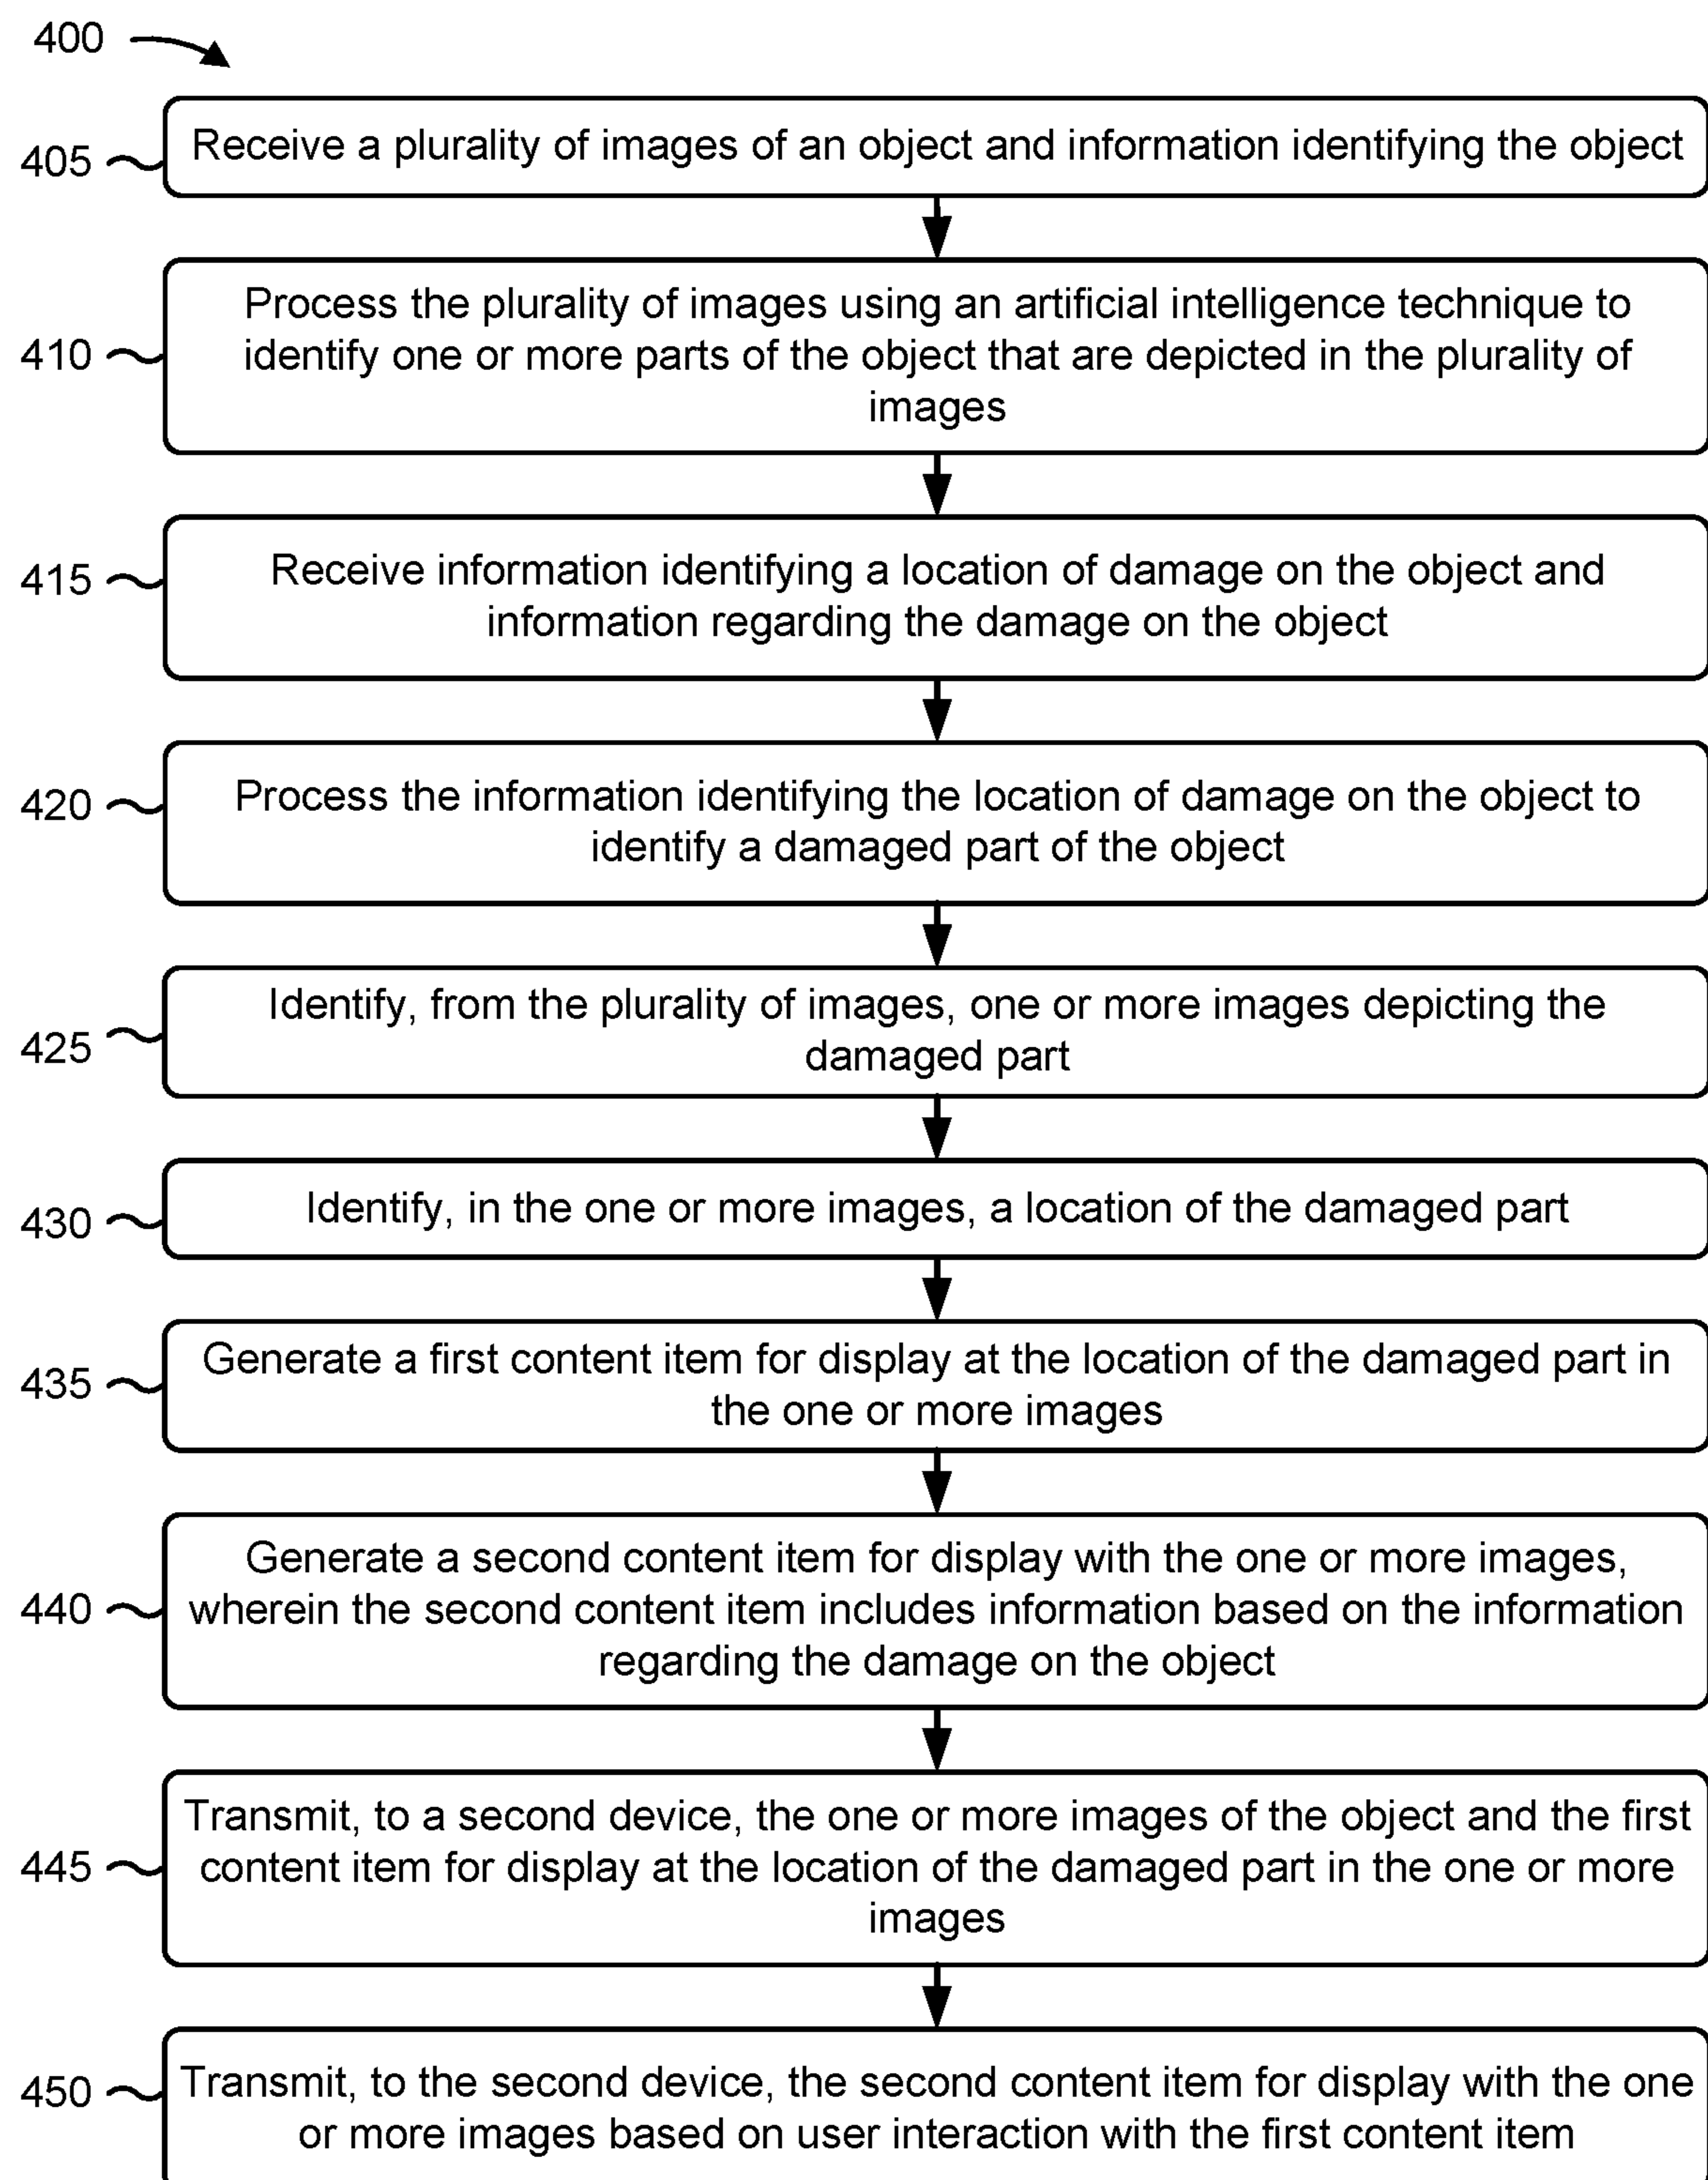 400
405
Receive a plurality of images of an object and information identifying the object
410
Process the plurality of images using an artificial intelligence technique to
identify one or more parts of the object that are depicted in the plurality of
images
415
Receive information identifying a location of damage on the object and
information regarding the damage on the object
420
Process the information identifying the location of damage on the object to
identify a damaged part of the object
425
Identify, from the plurality of images, one or more images depicting the
damaged part
430
Identify, in the one or more images, a location of the damaged part
435
Generate a first content item for display at the location of the damaged part in
the one or more images
440
Generate a second content item for display with the one or more images,
wherein the second content item includes information based on the information
regarding the damage on the object
445
Transmit, to a second device, the one or more images of the object and the first
content item for display at the location of the damaged part in the one or more
images
450
Transmit, to the second device, the second content item for display with the one
or more images based on user interaction with the first content item